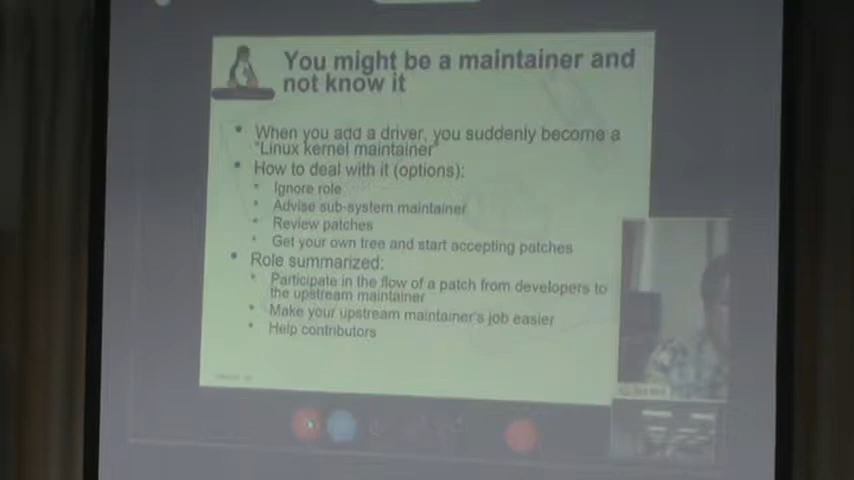 You might be a maintainer and
not know it
When you add a driver, you suddenly become a
"Linux kernel maintainer"
How to deal with it (options):
Ignore role
Advise sub-system maintainer
Review patches
Get your own tree and start accepting patches
Role summarized:
Participate in the flow of a patch from developers to
the upstream maintainer
Make your upstream maintainer's job easier
Help contributors